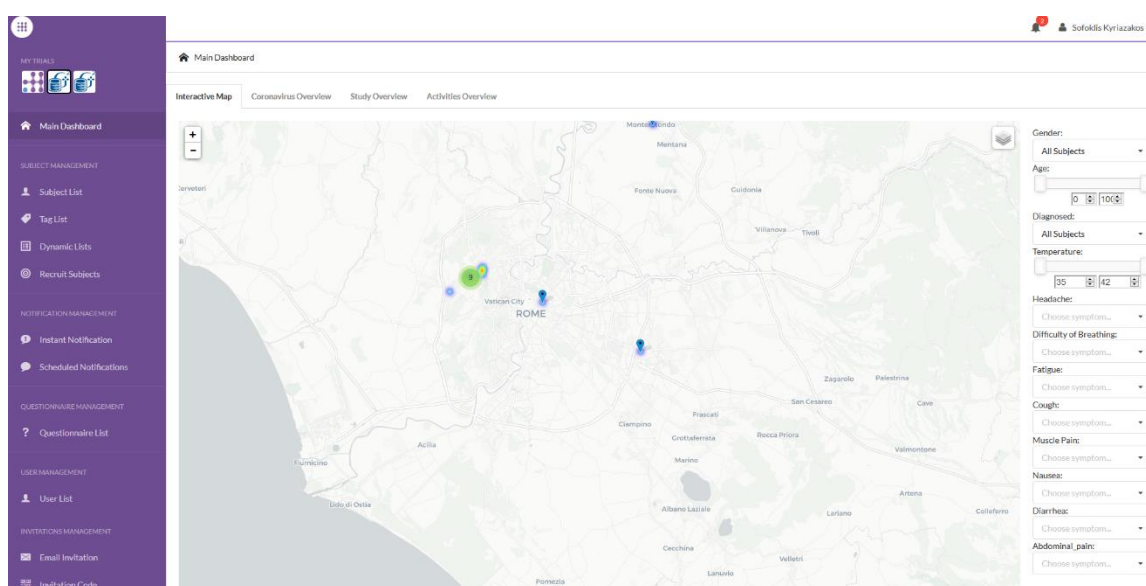 2
Sofoklis Kyriazakos
MY TRIALS
Main Dashboard
SUBJECT MANAGEMENT
Subject List
Tag List
Dynamic Lists
Recruit Subjects
NOTIFICATION MANAGEMENT
Instant Notification
Scheduled Notifications
QUESTIONNAIRE MANAGEMENT
? Questionnaire List
USER MANAGEMENT
User List
INVITATIONS MANAGEMENT
Email Invitation
Invitation Code
Main Dashboard
Interactive Map Coronavirus Overview Study Overview Activities Overview
+
-
Mentana
Cerveteri
Fonte Nuova
Guidonia
Villanova
Tivoli
3
Vatican City
ROME
Zagarolo
Palestrina
San Cesareo
Cave
Frascati
Ciampino
Grottaferrata
Rocca Priora
Acilia
Marino
Valmontone
Fiumicino
Artena
Lido di Ostia
Albano Laziale
Lariano
Colleferro
Cecchina
Velletri
Lanuvio
Pomezia
Gender:
All Subjects
Age:
0 100
Diagnosed:
All Subjects
Temperature:
35 42
Headache:
Choose symptom...
Difficulty of Breathing:
Choose symptom...
Fatigue:
Choose symptom...
Cough:
Choose symptom...
Muscle Pain:
Choose symptom...
Nausea:
Choose symptom...
Diarrhea:
Choose symptom...
Abdominal_pain:
Choose symptom...